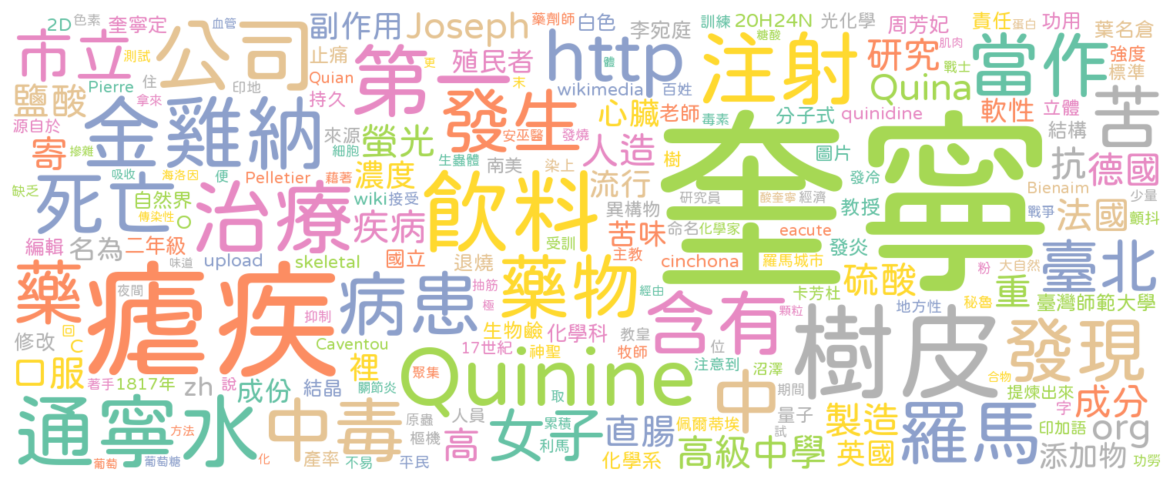 2D 色素 奎寧定 血管 副作用 Joseph 藥劑師 白色 訓練 20H24N 光化學 周芳妃 責任 蛋白 功用 葉名倉
市立 公司 測試 印地 住 止痛 第一 殖民者 更 http 體 李宛庭 糖酸 注射 研究 肌肉 當作 強度
鹽酸 Pierre 拿來 Quian 持久 wikimedia 百姓 戰士 Quina 標準
源自於 金雞納 來源 細胞 螢光 發生 安巫醫 發燒 末 心臟 老師 毒素 分子式 quinidine 軟性 立體 苦
寄 摻雜 吸收 海洛因 便 Pelletier 藉著 濃度 生蟲體 南美 染上 人造 樹 圖片 奎寧 結構 抗 德國
缺乏 死亡 自然界 傳染性 O 治療 wiki 接受 疾病 飲料 流行 異構物 研究員 酸奎寧 經濟 教授 發冷 Bienaim 少量
編輯 名為 二年級 upload skeletal 國立 退燒 受訓 苦味 命名 化學家 eacute 發炎 戰爭 法國 顫抖
藥 瘧疾 味道 夜間 病患 抽筋 極 藥物 主教 cinchona 羅馬城市 硫酸 粉 大自然 臺北
修改 回 C 抑制 Caventou 生物鹼 經由 化學科 教皇 含有 卡芳杜 顆粒 地方性 秘魯 重 臺灣師範大學
口服 著手 1817年 說 zh 成份 結晶 關節炎 17世紀 神聖 牧師 Quinine 位 注意到 沼澤 樹皮 發現 合物
通寧水 中毒 原蟲 聚集 人員 取 中 期間 佩爾蒂埃 量子 製造 羅馬 提煉出來 字 成分
方法 葡萄 葡萄糖 化 產率 樞機 不易 平民 高 累積 利馬 女子 直腸 化學系 高級中學 試 英國 印加語 org 添加物 功勞